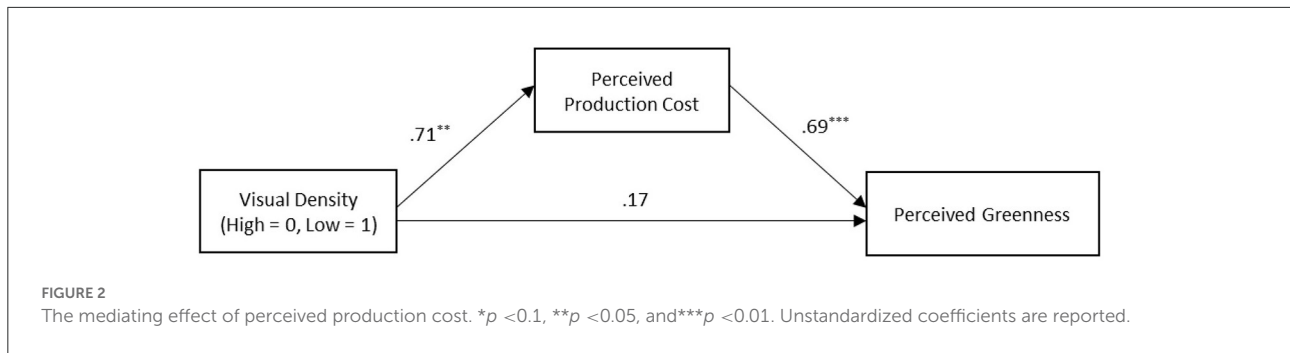 Perceived
Production Cost
.71**
.69***
Visual Density
(High = 0, Low = 1)
.17
Perceived Greenness
FIGURE 2
The mediating effect of perceived production cost. *p <0.1, **p <0.05, and***p <0.01. Unstandardized coefficients are reported.